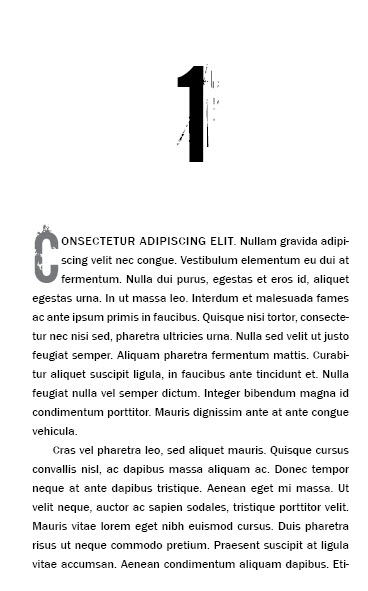 1
CONSECTETUR ADIPISCING ELIT. Nullam gravida adipi-
scing velit nec congue. Vestibulum elementum eu dui at
fermentum. Nulla dui purus, egestas et eros id, aliquet
egestas urna. In ut massa leo. Interdum et malesuada fames
ac ante ipsum primis in faucibus. Quisque nisi tortor, consecte-
tur nec nisi sed, pharetra ultricies urna. Nulla sed velit ut justo
feugiat semper. Aliquam pharetra fermentum mattis. Curabi-
tur aliquet suscipit ligula, in faucibus ante tincidunt et. Nulla
feugiat nulla vel semper dictum. Integer bibendum magna id
condimentum porttitor. Mauris dignissim ante at ante congue
vehicula.
Cras vel pharetra leo, sed aliquet mauris. Quisque cursus
convallis nisl, ac dapibus massa aliquam ac. Donec tempor
neque at ante dapibus tristique. Aenean eget mi massa. Ut
velit neque, auctor ac sapien sodales, tristique porttitor velit.
Mauris vitae lorem eget nibh euismod cursus. Duis pharetra
risus ut neque commodo pretium. Praesent suscipit at ligula
vitae accumsan. Aenean condimentum aliquam dapibus. Eti-